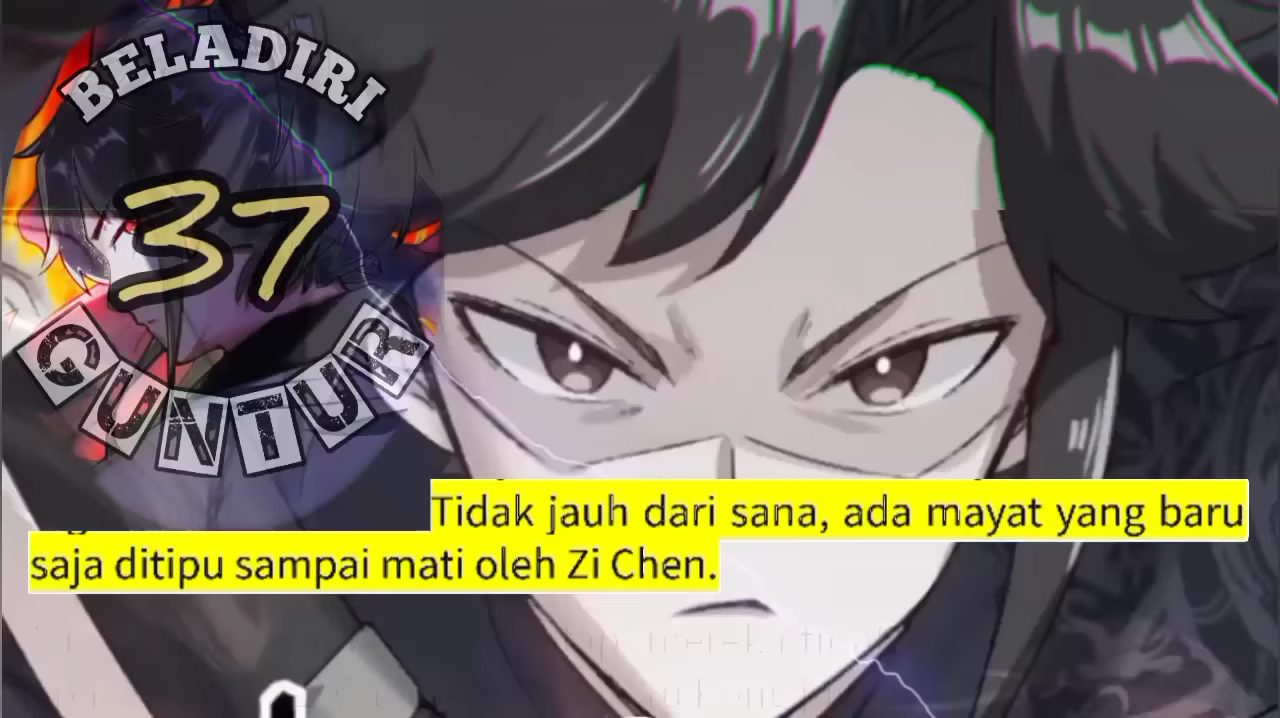 BELADIRI
37
GUNTUR
Tidak jauh dari sana, ada mayat yang baru
saja ditipu sampai mati oleh Zi Chen.